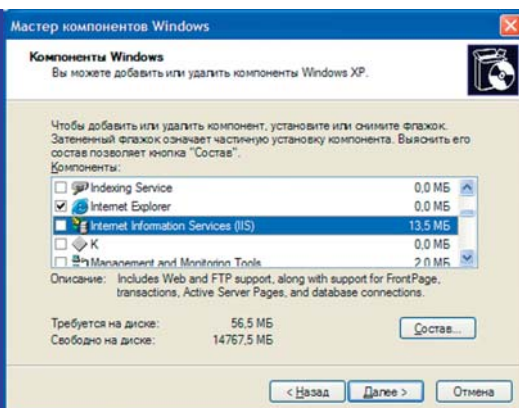 Мастер компонентов Windows
Компоненты Windows
Вы можете добавить или удалить компоненты Windows XP.
Чтобы добавить или удалить компонент, установите или снимите флажок.
Затененный флажок означает частичную установку компонента. Выяснить его
состав позволяет кнопка "Состав".
Компоненты:
Indexing Service 0,0 МБ
Internet Explorer 0,0 МБ
Internet Information Services (IIS) 13,5 МБ
K 0,0 МБ
Management and Monitoring Tools 2,0 МБ
Описание: Includes Web and FTP support, along with support for FrontPage,
transactions, Active Server Pages, and database connections.
Требуется на диске: 56,5 МБ
Свободно на диске: 14767,5 МБ
Состав...
< Назад Далее > Отмена